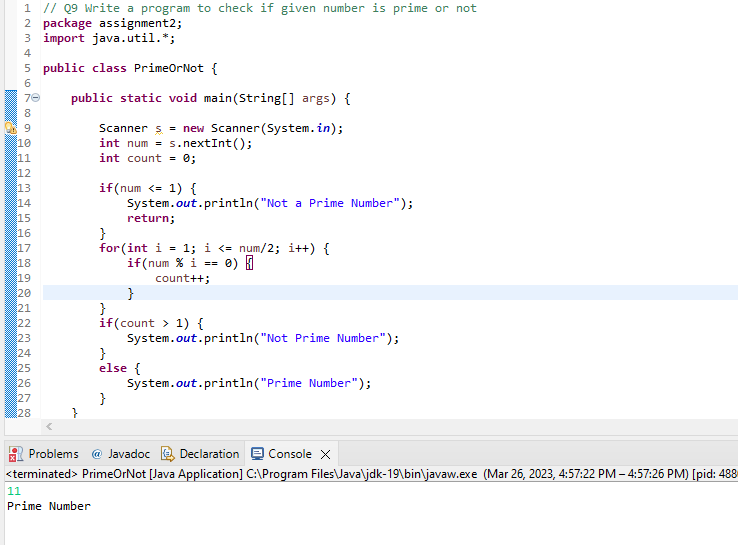 1 // Q9 Write a program to check if given number is prime or not
2 package assignment2;
3 import java.util.*;
4
5 public class PrimeOrNot {
6
7 public static void main(String[] args) {
8
9 Scanner s = new Scanner(System.in);
10 int num = s.nextInt();
11 int count = 0;
12
13 if(num <= 1) {
14 System.out.println("Not a Prime Number");
15 return;
16 }
17 for(int i = 1; i <= num/2; i++) {
18 if(num % i == 0) {
19 count++;
20 }
21 }
22 if(count > 1) {
23 System.out.println("Not Prime Number");
24 }
25 else {
26 System.out.println("Prime Number");
27 }
28 }
Problems @ Javadoc Declaration Console
<terminated> PrimeOrNot [Java Application] C:\Program Files\Java\jdk-19\bin\javaw.exe (Mar 26, 2023, 4:57:22 PM – 4:57:26 PM) [pid: 488
11
Prime Number